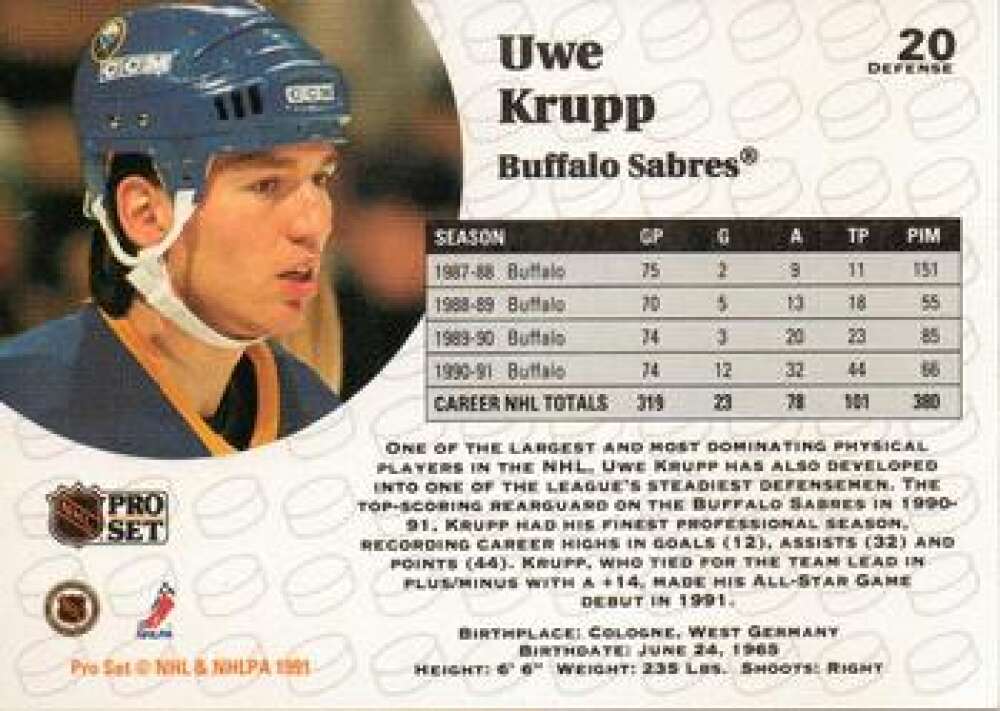 CCM
CCM
Uwe
Krupp
Buffalo Sabres®
20
DEFENSE
SEASON GP G A TP PIM
1987-88 Buffalo 75 2 9 11 151
1988-89 Buffalo 70 5 13 18 55
1989-90 Buffalo 74 3 20 23 85
1990-91 Buffalo 74 12 32 44 66
CAREER NHL TOTALS 319 23 78 101 380
ONE OF THE LARGEST AND MOST DOMINATING PHYSICAL
PLAYERS IN THE NHL, UWE KRUPP HAS ALSO DEVELOPED
INTO ONE OF THE LEAGUE'S STEADIEST DEFENSEMEN. THE
TOP-SCORING REARGUARD ON THE BUFFALO SABRES IN 1990-
91, KRUPP HAD HIS FINEST PROFESSIONAL SEASON,
RECORDING CAREER HIGHS IN GOALS (12), ASSISTS (32) AND
POINTS (44). KRUPP, WHO TIED FOR THE TEAM LEAD IN
PLUS/MINUS WITH A +14, MADE HIS ALL-STAR GAME
DEBUT IN 1991.
BIRTHPLACE: COLOGNE, WEST GERMANY
BIRTHDATE: JUNE 24, 1965
HEIGHT: 6' 6" WEIGHT: 235 LBS. SHOOTS: RIGHT
NHL
PRO
SET
NHLPA
Pro Set © NHL & NHLPA 1991